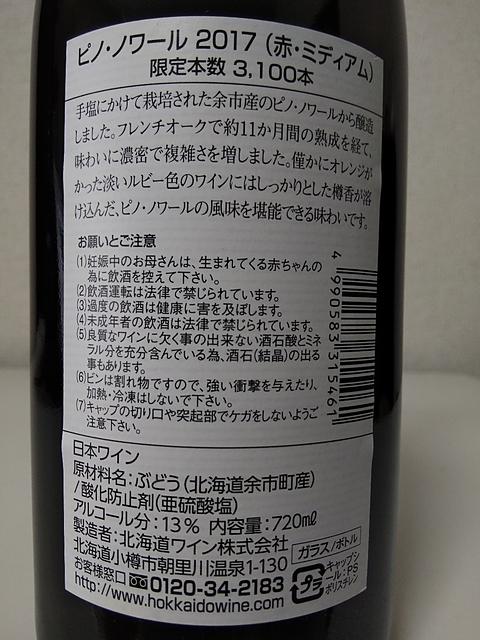 ピノ・ノワール 2017(赤・ミディアム)
限定本数 3,100本
手塩にかけて栽培された余市産のピノ・ノワールから醸造
しました。フレンチオークで約11か月間の熟成を経て、
味わいに濃密で複雑さを増しました。僅かにオレンジが
かった淡いルビー色のワインにはしっかりとした樽香が溶
け込んだ、ピノ・ノワールの風味を堪能できる味わいです。
お願いとご注意
(1)妊娠中のお母さんは、生まれてくる赤ちゃんの
為に飲酒を控えて下さい。
(2)飲酒運転は法律で禁じられています。
(3)過度の飲酒は健康に害を及ぼします。
(4)未成年者の飲酒は法律で禁じられています。
(5)良質なワインに欠く事の出来ない酒石酸とミネ
ラル分を充分含んでいる為、酒石(結晶)の出る
事もあります。
(6)ビンは割れ物ですので、強い衝撃を与えたり、
加熱・冷凍はしないで下さい。
(7)キャップの切り口や突起部でケガをしないようご
注意下さい。
4990583315461
日本ワイン
原材料名:ぶどう(北海道余市町産)
/酸化防止剤(亜硫酸塩)
アルコール分:13% 内容量:720ml
製造者:北海道ワイン株式会社
北海道小樽市朝里川温泉1-130
お客様窓口 0120-34-2183
http://www.hokkaidowine.com
ガラス/ボトル
プラ
キャップシ
ール:PS
ポリスチレン